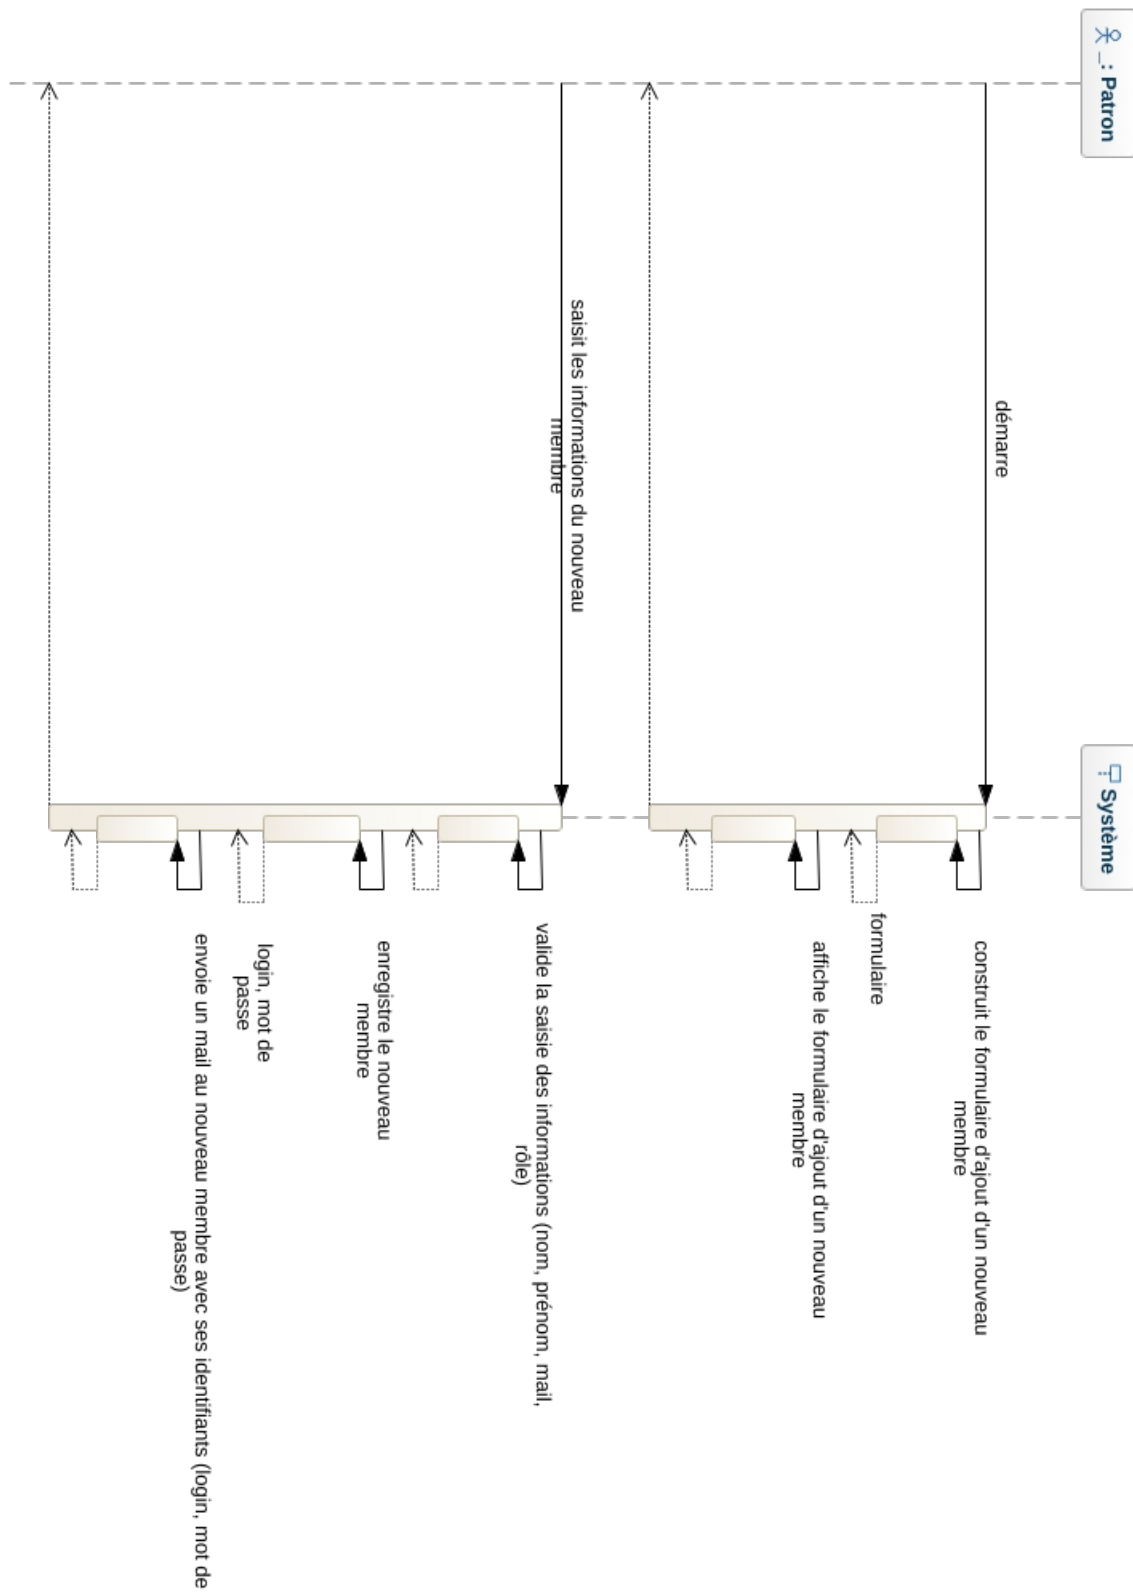 _: Patron
Système
démarre
construit le formulaire d'ajout d'un nouveau
membre
formulaire
affiche le formulaire d'ajout d'un nouveau
membre
saisit les informations du nouveau
membre
valide la saisie des informations (nom, prénom, mail,
rôle)
enregistre le nouveau
membre
login, mot de
passe
envoie un mail au nouveau membre avec ses identifiants (login, mot de
passe)